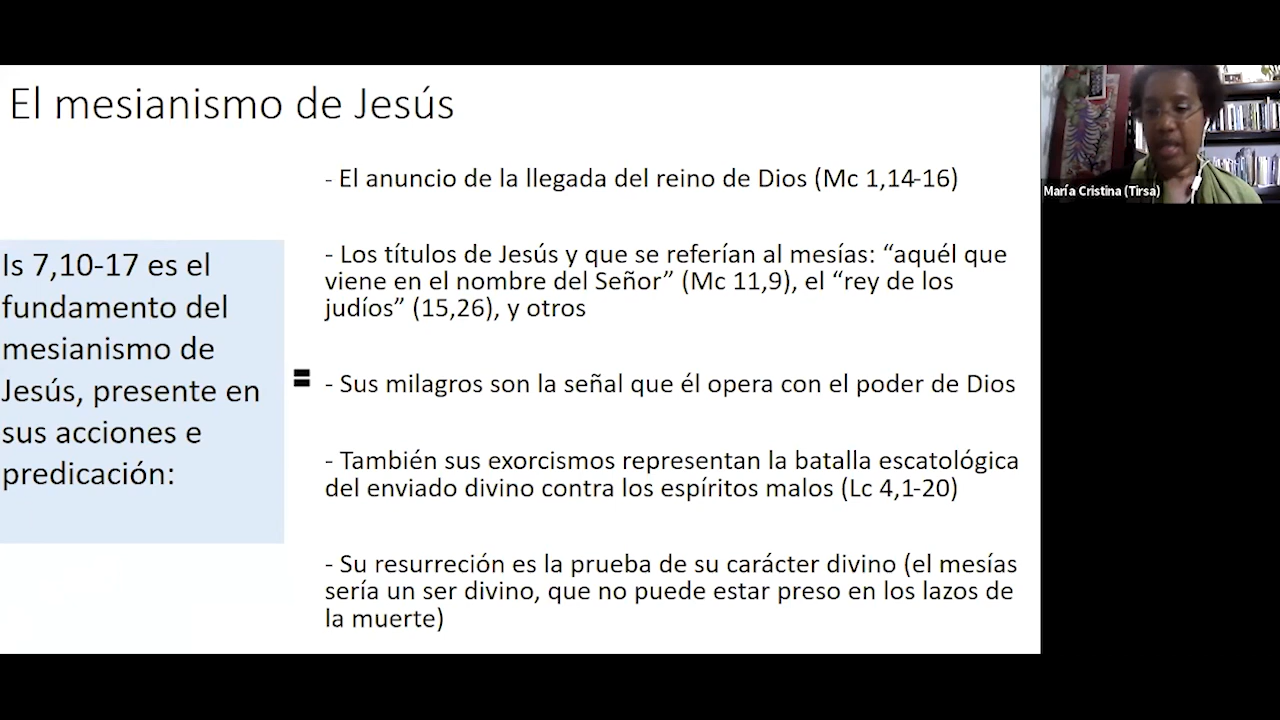 El mesianismo de Jesús
Is 7,10-17 es el
fundamento del
mesianismo de
Jesús, presente en
sus acciones e
predicación:
=
- El anuncio de la llegada del reino de Dios (Mc 1,14-16)
- Los títulos de Jesús y que se referían al mesías: “aquél que
viene en el nombre del Señor” (Mc 11,9), el “rey de los
judíos” (15,26), y otros
- Sus milagros son la señal que él opera con el poder de Dios
- También sus exorcismos representan la batalla escatológica
del enviado divino contra los espíritos malos (Lc 4,1-20)
- Su resurreción es la prueba de su carácter divino (el mesías
sería un ser divino, que no puede estar preso en los lazos de
la muerte)
María Cristina (Tirsa)